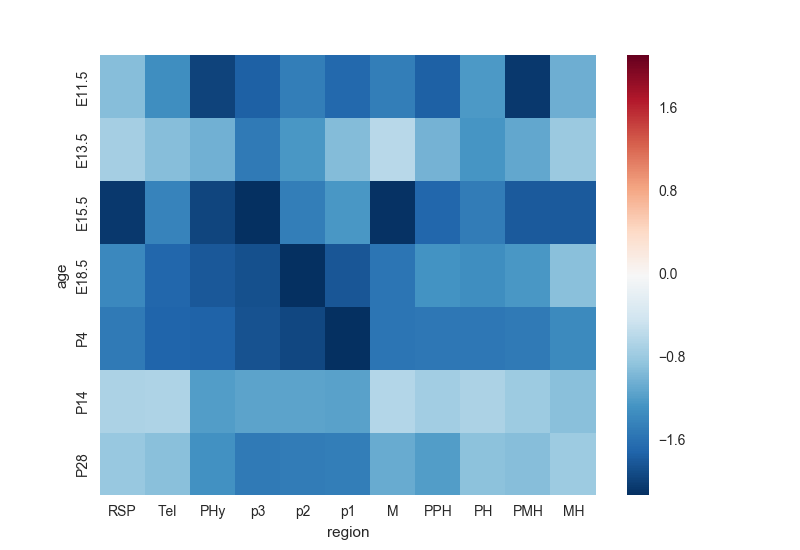 E11.5
E13.5
E15.5
E18.5
P4
P14
P28
age
RSP Tel PHy p3 p2 p1 M PPH PH PMH MH
region
1.6
0.8
0.0
−0.8
−1.6